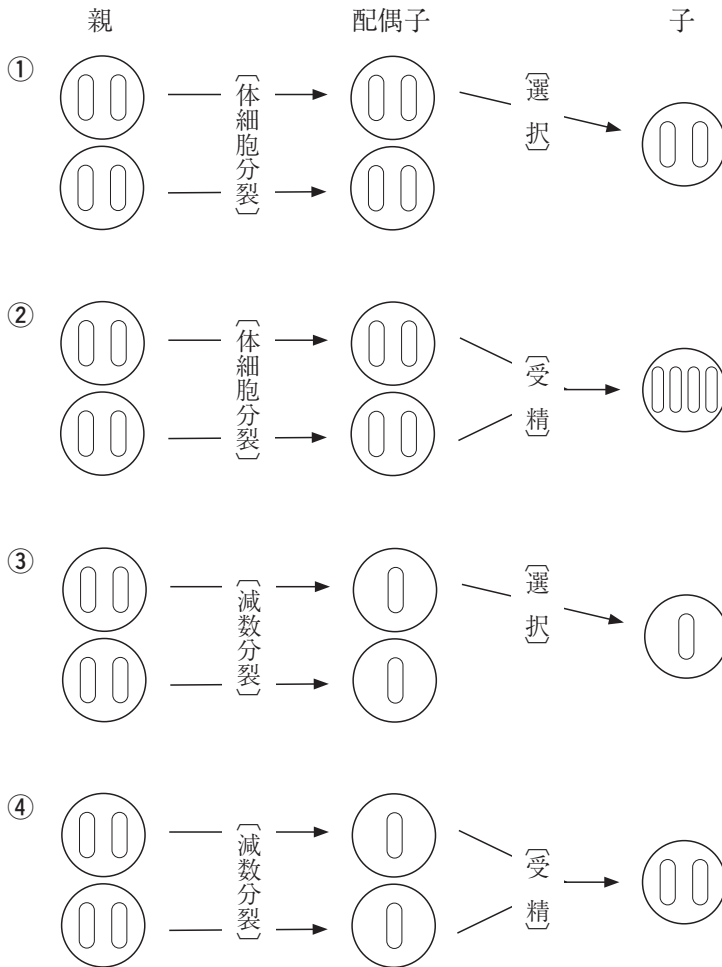 親 配偶子 子
① 〔体細胞分裂〕 〔選択〕
② 〔体細胞分裂〕 〔受精〕
③ 〔減数分裂〕 〔選択〕
④ 〔減数分裂〕 〔受精〕